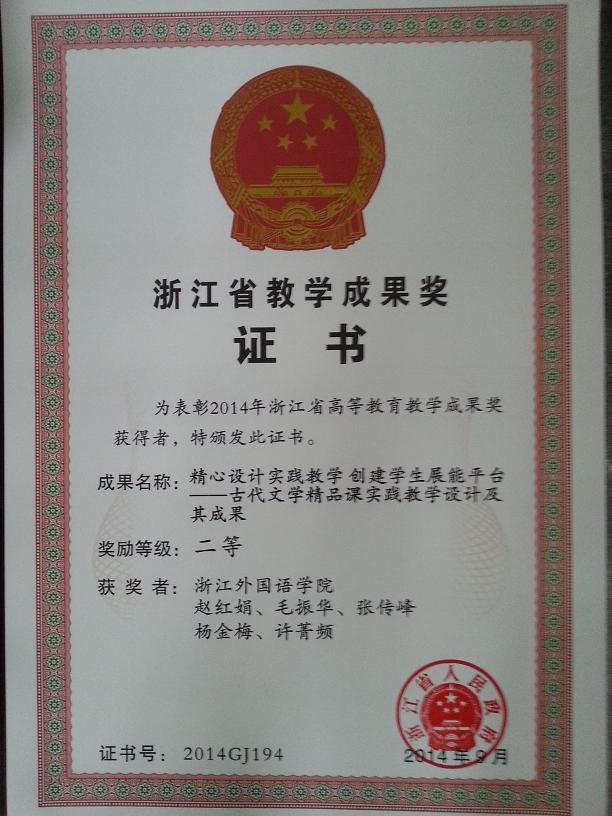 浙江省教学成果奖
证书
为表彰2014年浙江省高等教育教学成果奖
获得者，特颁发此证书。
成果名称：精心设计实践教学 创建学生展能平台
——古代文学精品课实践教学设计及
其成果
奖励等级：二等
获奖者：浙江外国语学院
赵红娟、毛振华、张传峰
杨金梅、许菁频
浙江省人民政府
证书号：2014GJ194
2014年9月